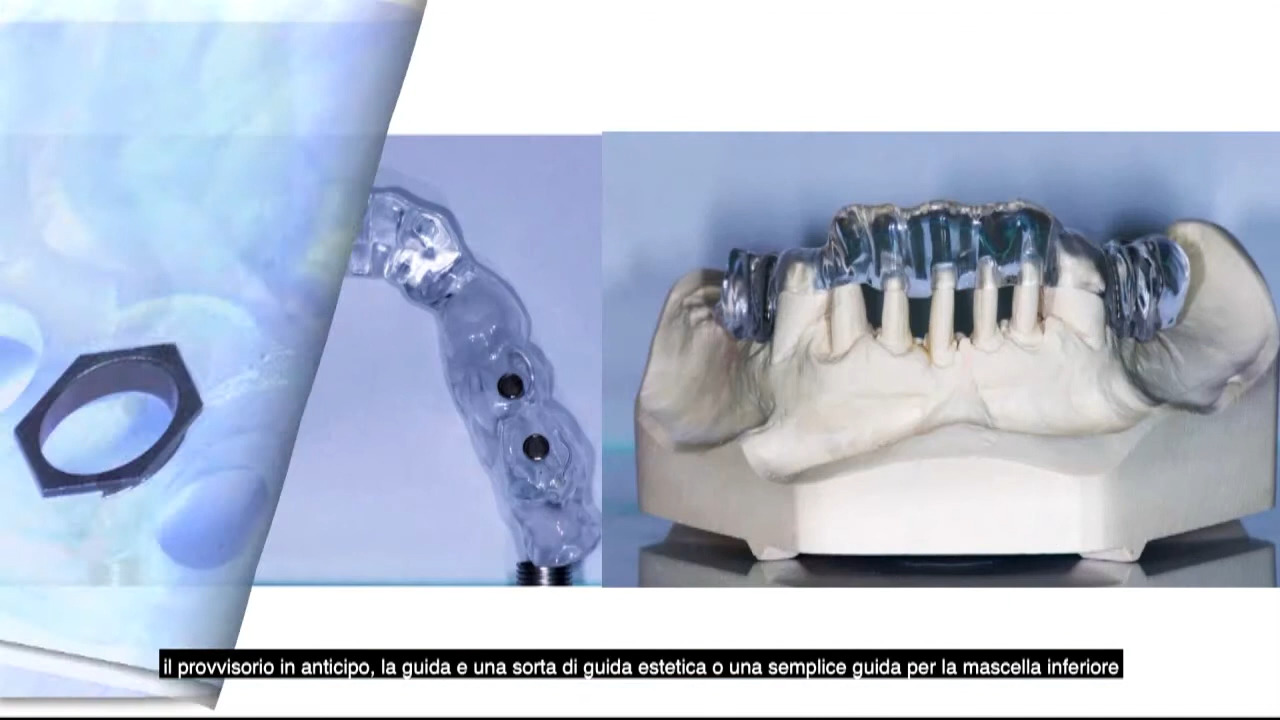 il provvisorio in anticipo, la guida e una sorta di guida estetica o una semplice guida per la mascella inferiore